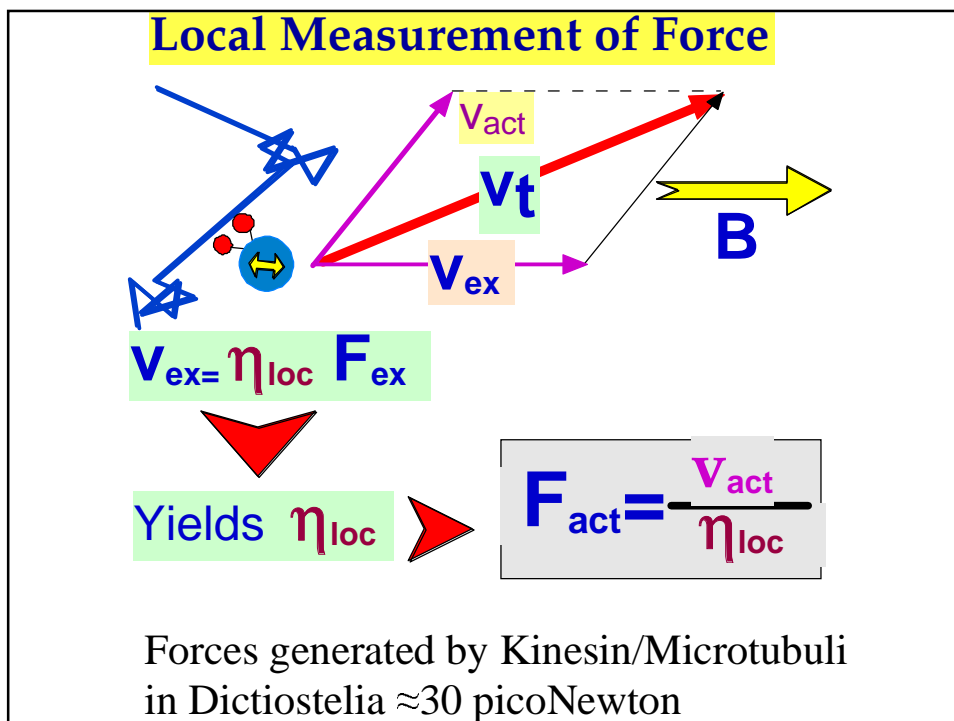 Local Measurement of Force
vact
vt
B
vex
vex= ηloc Fex
Yields ηloc
Fact= vact
ηloc
Forces generated by Kinesin/Microtubuli
in Dictiostelia ≈30 picoNewton